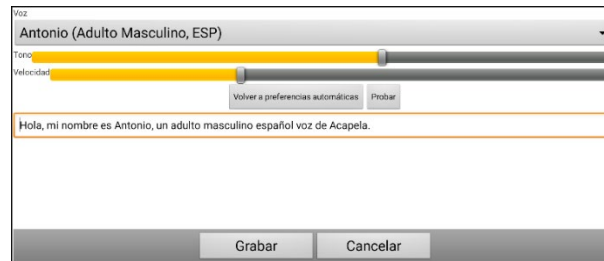 Voz
Antonio (Adulto Masculino, ESP)
Tono
Velocidad
Volver a preferencias automáticas Probar
Hola, mi nombre es Antonio, un adulto masculino español voz de Acapela.
Grabar Cancelar